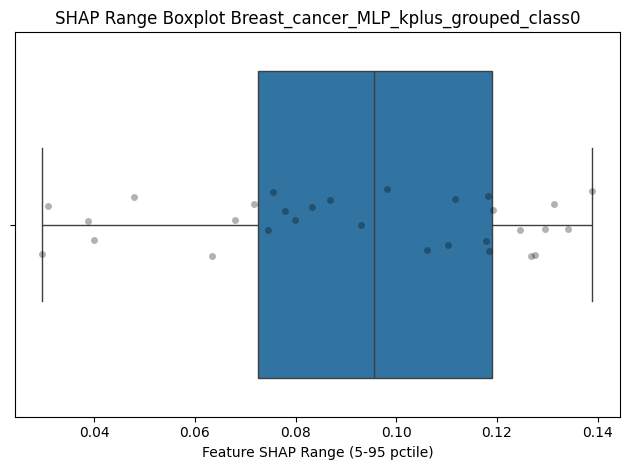 SHAP Range Boxplot Breast_cancer_MLP_kplus_grouped_class0
0.04 0.06 0.08 0.10 0.12 0.14
Feature SHAP Range (5-95 pctile)